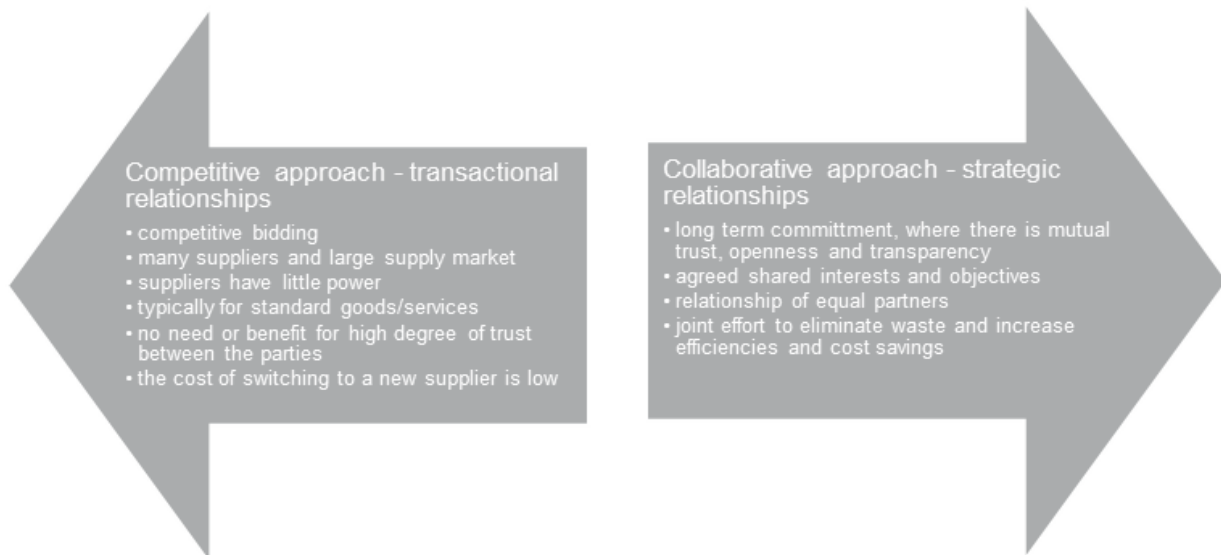 Competitive approach - transactional
relationships
• competitive bidding
• many suppliers and large supply market
• suppliers have little power
• typically for standard goods/services
• no need or benefit for high degree of trust
between the parties
• the cost of switching to a new supplier is low
Collaborative approach - strategic
relationships
• long term committment, where there is mutual
trust, openness and transparency
• agreed shared interests and objectives
• relationship of equal partners
• joint effort to eliminate waste and increase
efficiencies and cost savings